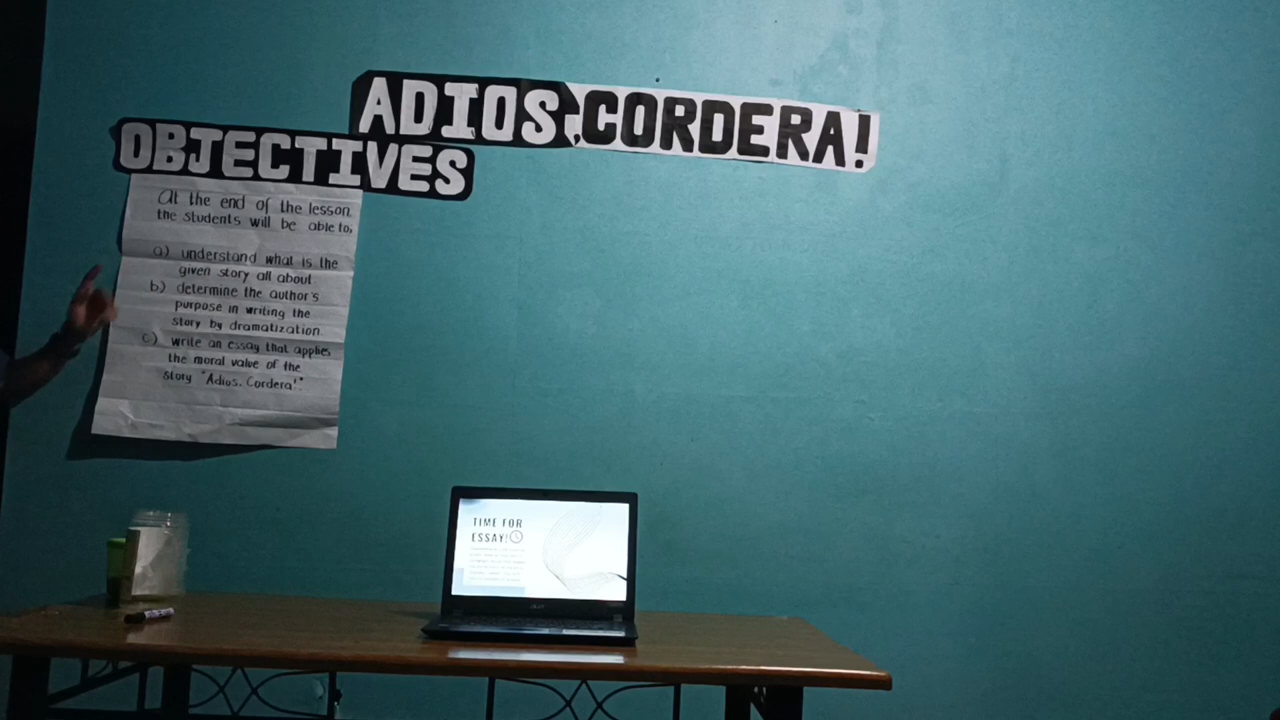 ADIOS, CORDERA!
OBJECTIVES
At the end of the lesson,
the students will be able to;
a) understand what is the
given story all about.
b) determine the author's
purpose in writing the
story by dramatization.
c) write an essay that applies
the moral value of the
story "Adios, Cordera!"
TIME FOR
ESSAY!
acer